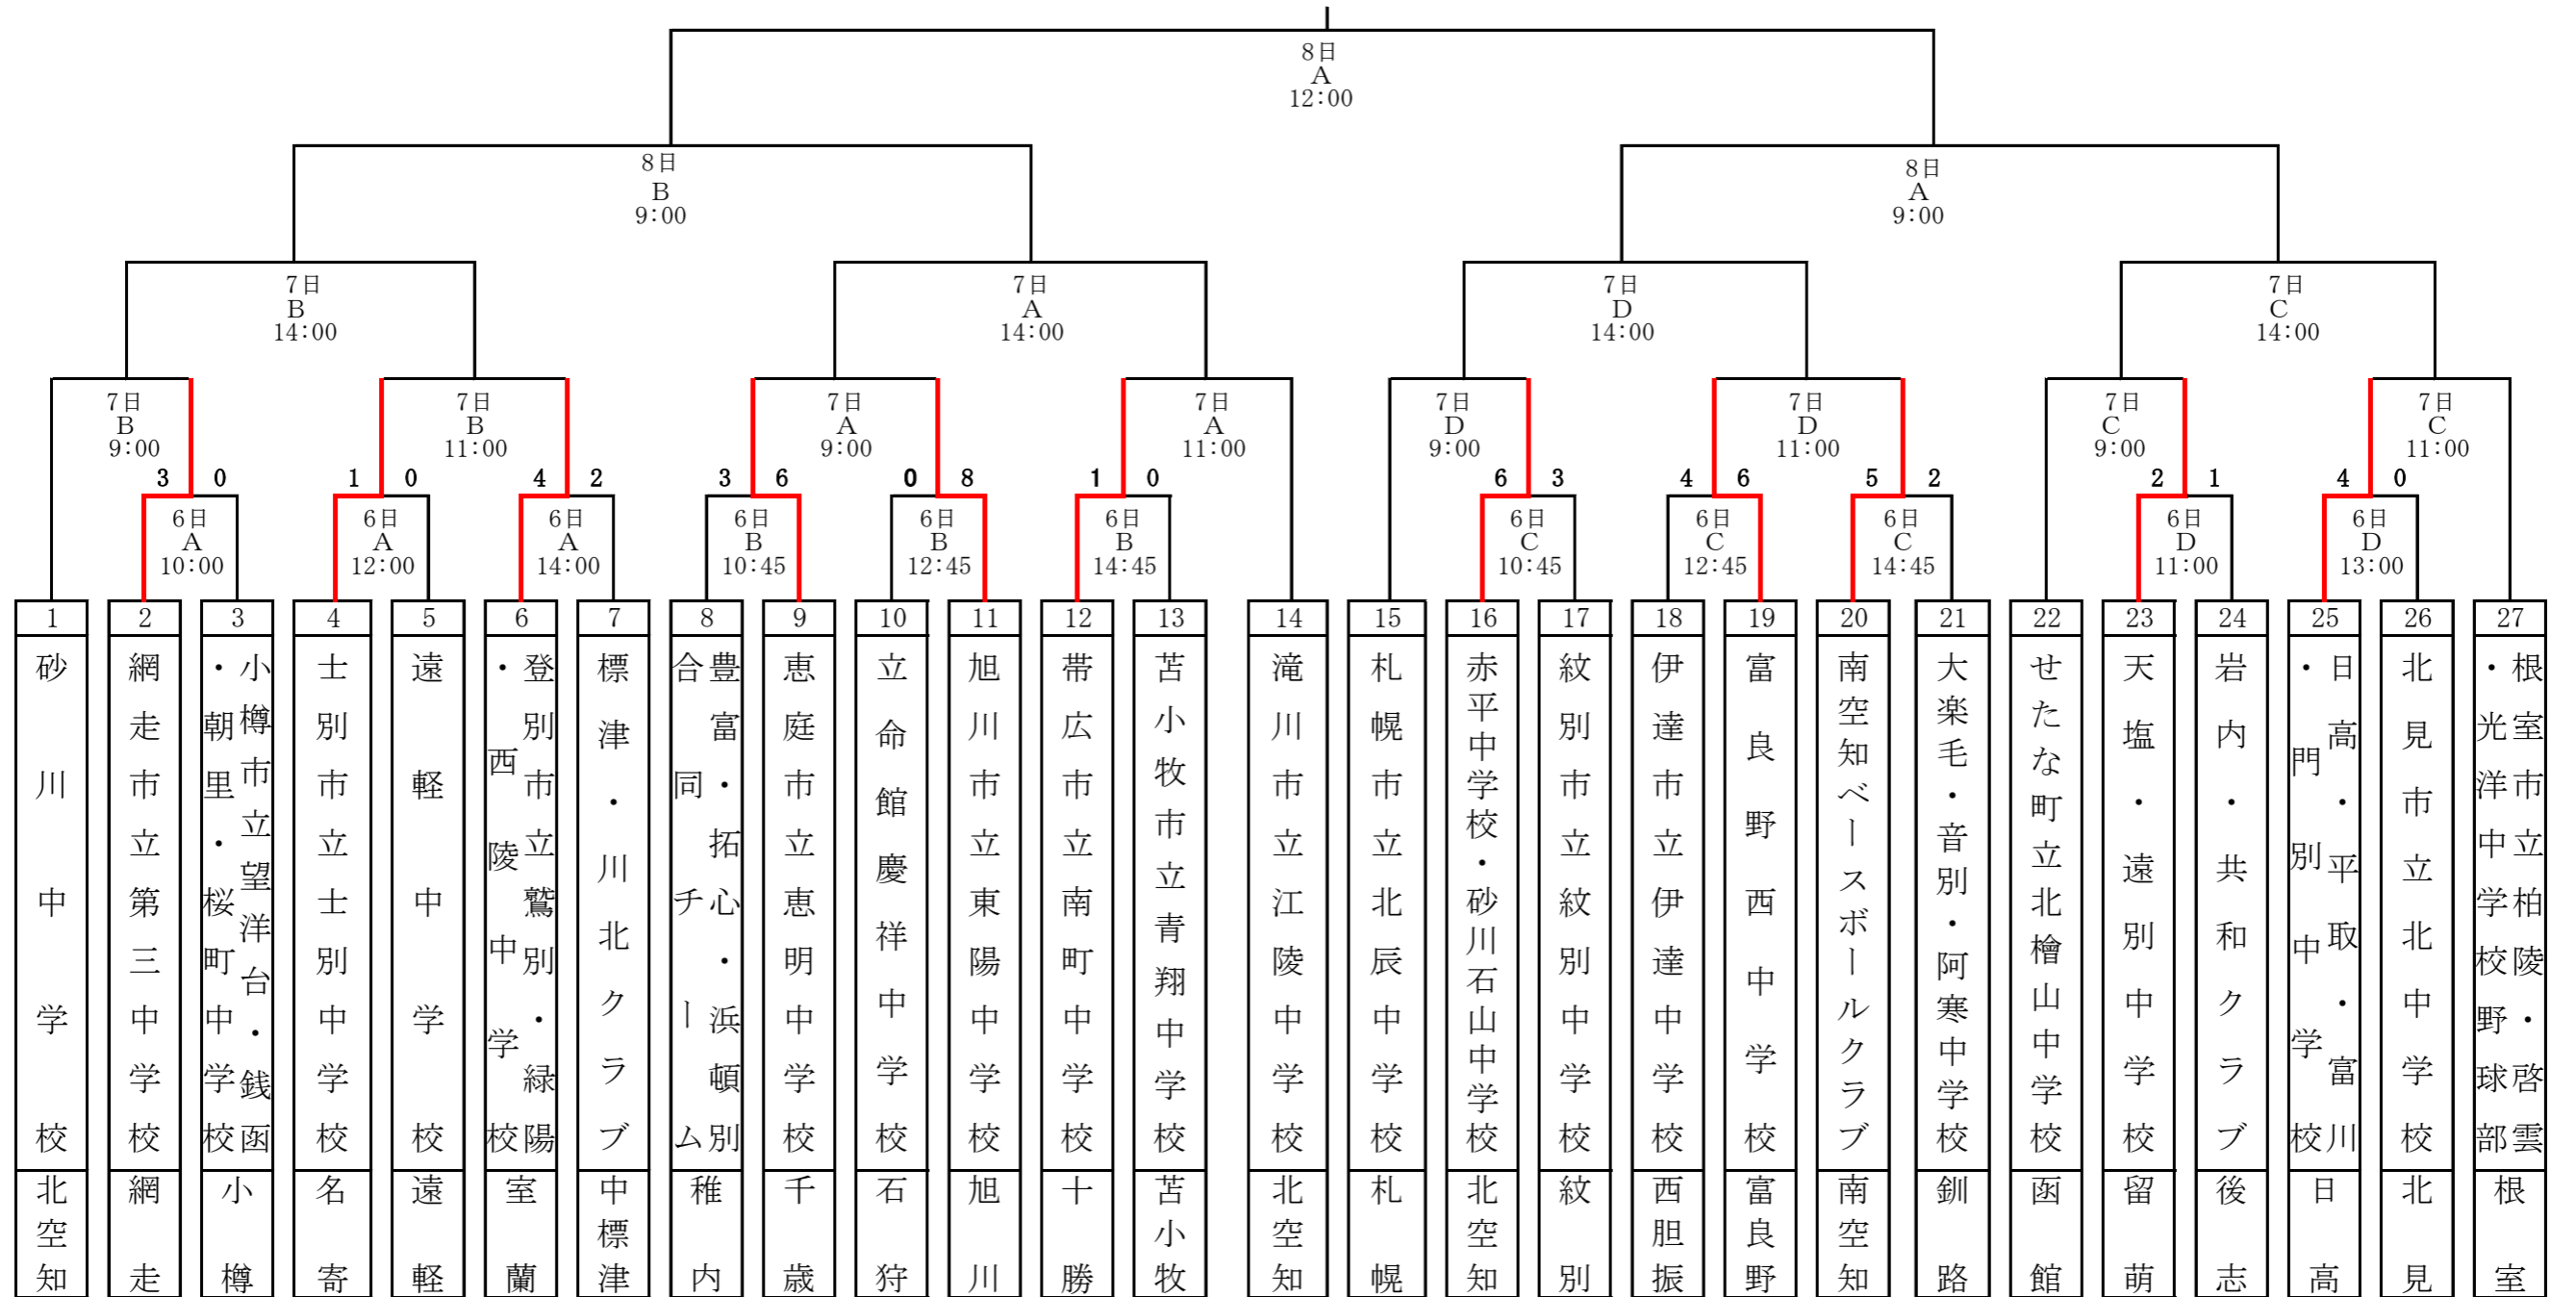 8日
A
12:00
8日
B
9:00
8日
A
9:00
7日
B
14:00
7日
A
14:00
7日
D
14:00
7日
C
14:00
7日
B
9:00
7日
B
11:00
7日
A
9:00
7日
A
11:00
7日
D
9:00
7日
D
11:00
7日
C
9:00
7日
C
11:00
3 0
1 0
4 2
3 6
0 8
1 0
6 3
4 6
5 2
2 1
4 0
6日
A
10:00
6日
A
12:00
6日
A
14:00
6日
B
10:45
6日
B
12:45
6日
B
14:45
6日
C
10:45
6日
C
12:45
6日
C
14:45
6日
D
11:00
6日
D
13:00
1
砂川中学校
北空知
2
網走市立第三中学校
網走
3
小樽市立望洋台・銭函
・朝里・桜町中学校
小樽
4
士別市立士別中学校
名寄
5
遠軽中学校
遠軽
6
登別市立鷲別・緑陽
・西陵中学校
室蘭
7
標津・川北クラブ
中標津
8
豊富・拓心・浜頓別
合同チーム
稚内
9
恵庭市立恵明中学校
千歳
10
立命館慶祥中学校
石狩
11
旭川市立東陽中学校
旭川
12
帯広市立南町中学校
十勝
13
苫小牧市立青翔中学校
苫小牧
14
滝川市立江陵中学校
北空知
15
札幌市立北辰中学校
札幌
16
赤平中学校・砂川石山中学校
北空知
17
紋別市立紋別中学校
紋別
18
伊達市立伊達中学校
西胆振
19
富良野西中学校
富良野
20
南空知ベースボールクラブ
南空知
21
大楽毛・音別・阿寒中学校
釧路
22
せたな町立北檜山中学校
函館
23
天塩・遠別中学校
留萌
24
岩内・共和クラブ
後志
25
日高・平取・富川
・門別中学校
日高
26
北見市立北中学校
北見
27
根室市立柏陵・啓雲
・光洋中学校野球部
根室